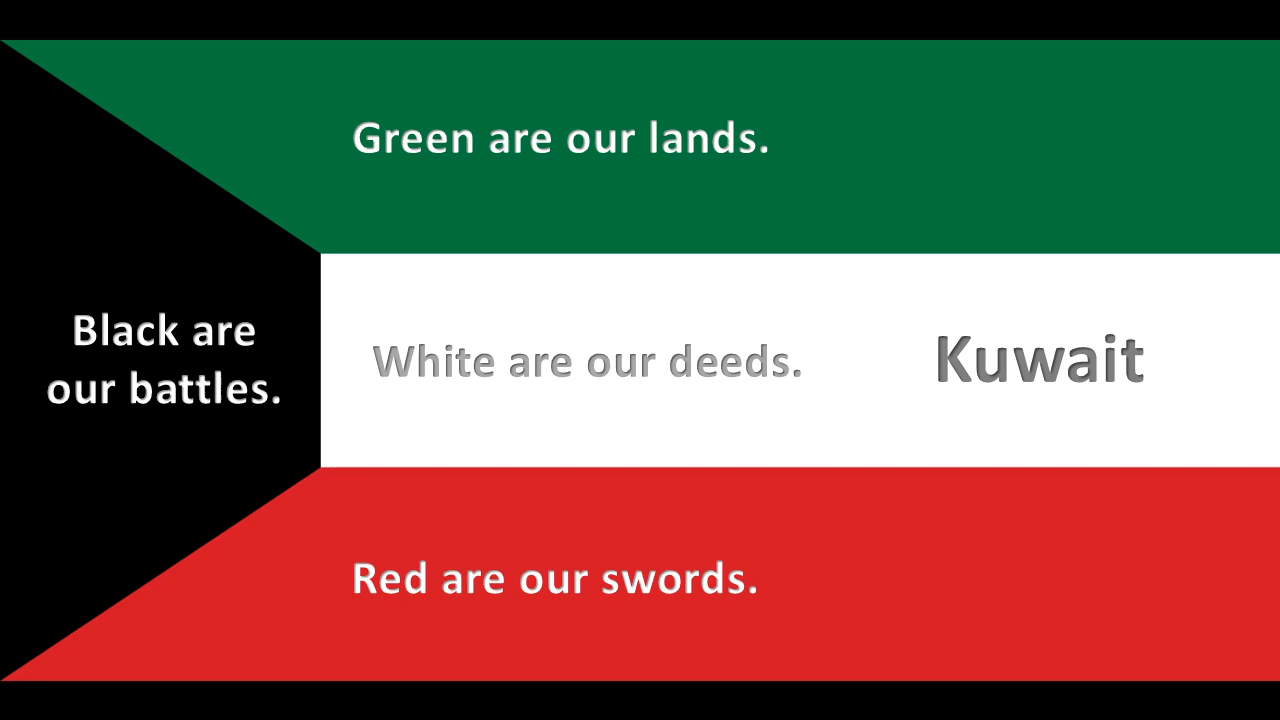 Green are our lands.
Black are
our battles.
White are our deeds.
Kuwait
Red are our swords.